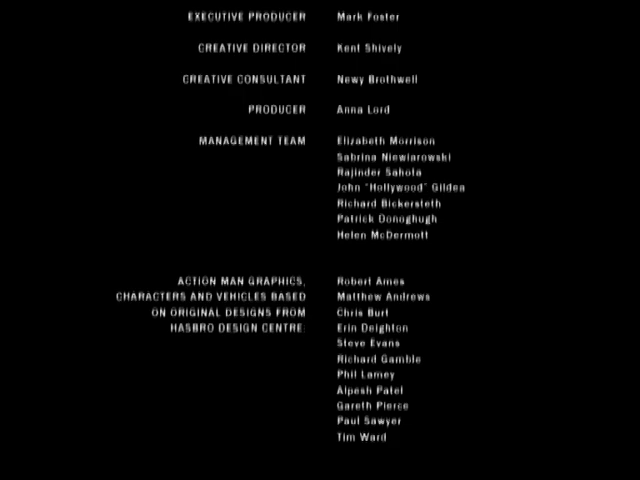 EXECUTIVE PRODUCER Mark Foster
CREATIVE DIRECTOR Kent Shively
CREATIVE CONSULTANT Newy Brothwell
PRODUCER Anna Lord
MANAGEMENT TEAM Elizabeth Morrison
Sabrina Niewiarowski
Rajinder Sahota
John "Hollywood" Gildea
Richard Bickersteth
Patrick Donoghugh
Helen McDermott
ACTION MAN GRAPHICS, Robert Ames
CHARACTERS AND VEHICLES BASED Matthew Andrews
ON ORIGINAL DESIGNS FROM Chris Burt
HASBRO DESIGN CENTRE: Erin Deighton
Steve Evans
Richard Gamble
Phil Lamey
Alpesh Patel
Gareth Pierce
Paul Sawyer
Tim Ward